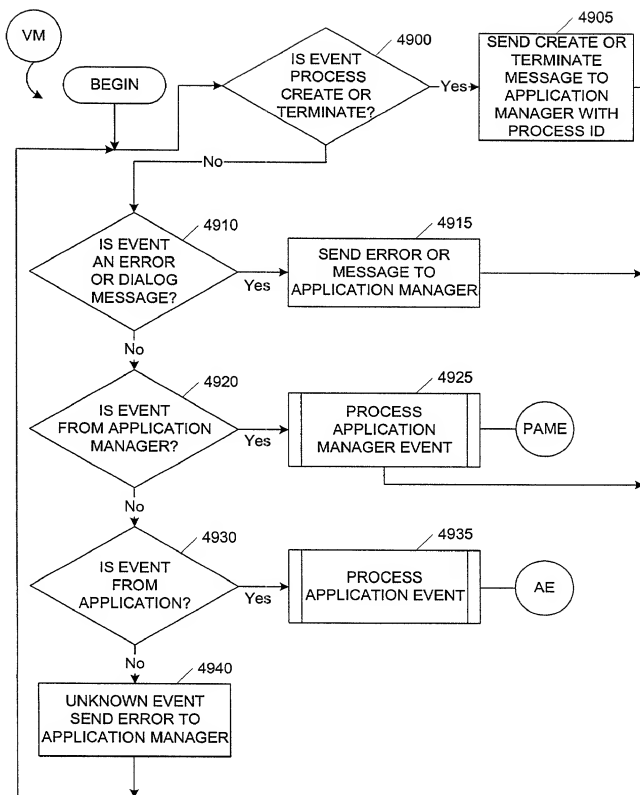 VM
BEGIN
4900
IS EVENT
PROCESS
CREATE OR
TERMINATE?
Yes
4905
SEND CREATE OR
TERMINATE
MESSAGE TO
APPLICATION
MANAGER WITH
PROCESS ID
No
4910
IS EVENT
AN ERROR
OR DIALOG
MESSAGE?
Yes
4915
SEND ERROR OR
MESSAGE TO
APPLICATION MANAGER
No
4920
IS EVENT
FROM APPLICATION
MANAGER?
Yes
4925
PROCESS
APPLICATION
MANAGER EVENT
PAME
No
4930
IS EVENT
FROM
APPLICATION?
Yes
4935
PROCESS
APPLICATION EVENT
AE
No
4940
UNKNOWN EVENT
SEND ERROR TO
APPLICATION MANAGER